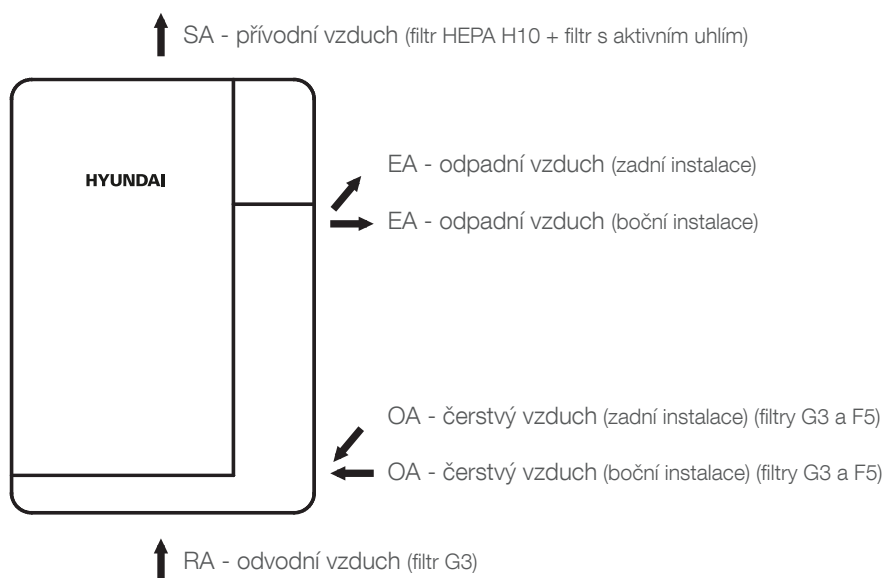 SA - přívodní vzduch (filtr HEPA H10 + filtr s aktivním uhlím)
HYUNDAI
EA - odpadní vzduch (zadní instalace)
EA - odpadní vzduch (boční instalace)
OA - čerstvý vzduch (zadní instalace) (filtry G3 a F5)
OA - čerstvý vzduch (boční instalace) (filtry G3 a F5)
RA - odvodní vzduch (filtr G3)